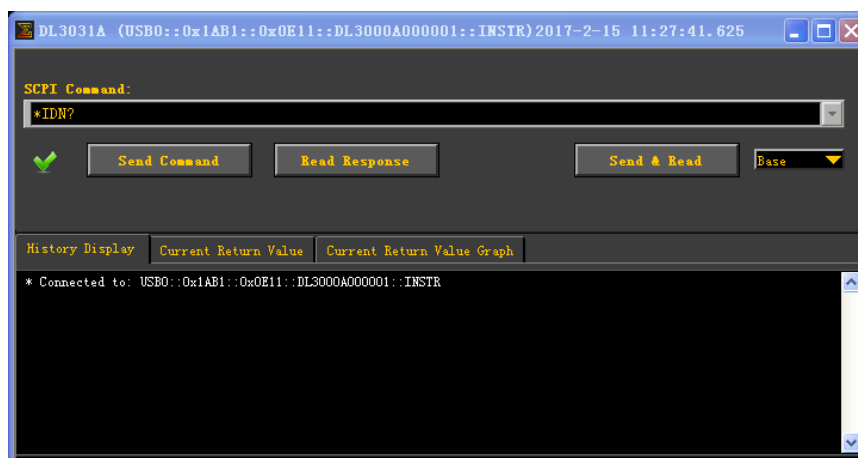 DL3031A (USB0::0x1AB1::0x0E11::DL3000A000001::INSTR)2017-2-15 11:27:41.625
SCPI Command:
*IDN?
Send Command Read Response Send & Read Base
History Display Current Return Value Current Return Value Graph
* Connected to: USB0::0x1AB1::0x0E11::DL3000A000001::INSTR